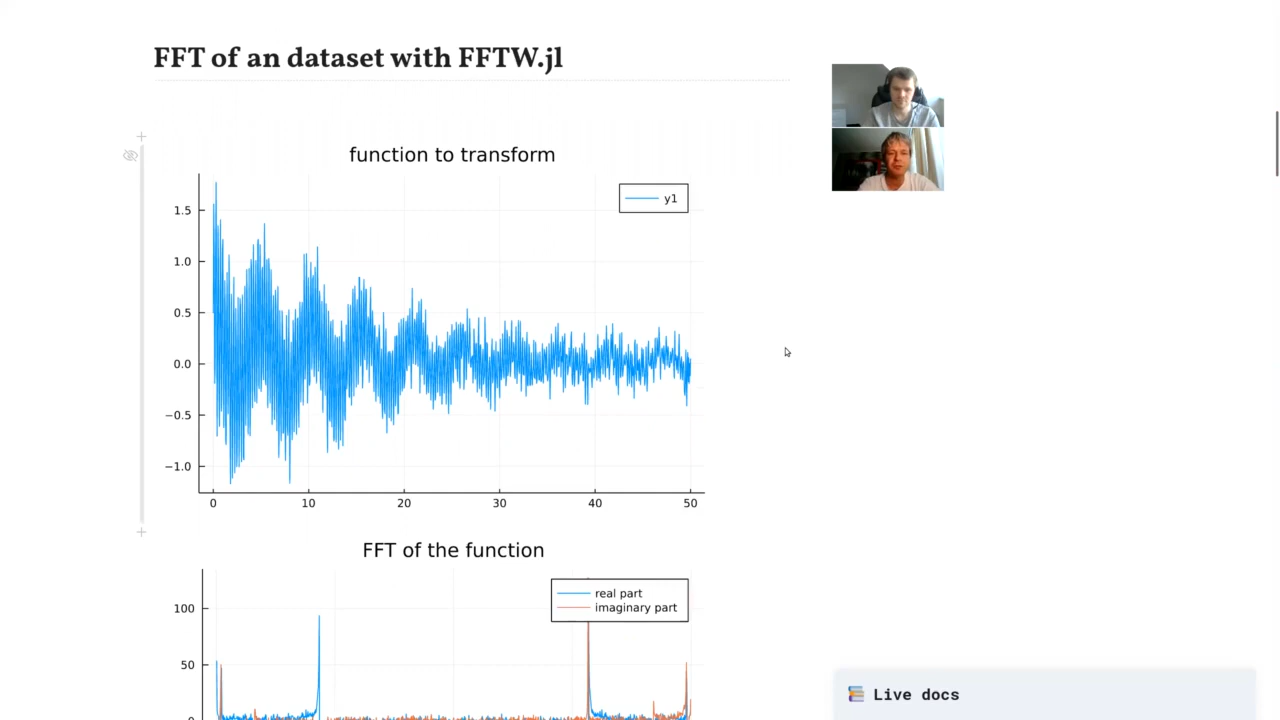 FFT of an dataset with FFTW.jl
function to transform
y1
1.5
1.0
0.5
0.0
−0.5
−1.0
0 10 20 30 40 50
FFT of the function
real part
imaginary part
100
50
0
Live docs